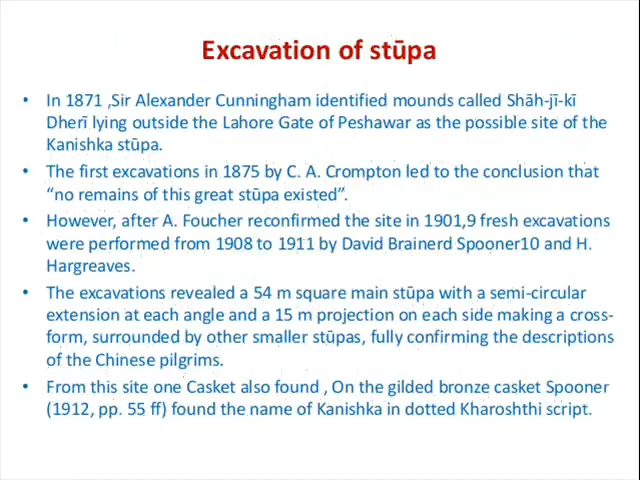 Excavation of stūpa
• In 1871 ,Sir Alexander Cunningham identified mounds called Shāh-jī-kī
Dherī lying outside the Lahore Gate of Peshawar as the possible site of the
Kanishka stūpa.
• The first excavations in 1875 by C. A. Crompton led to the conclusion that
“no remains of this great stūpa existed”.
• However, after A. Foucher reconfirmed the site in 1901,9 fresh excavations
were performed from 1908 to 1911 by David Brainerd Spooner10 and H.
Hargreaves.
• The excavations revealed a 54 m square main stūpa with a semi-circular
extension at each angle and a 15 m projection on each side making a cross-
form, surrounded by other smaller stūpas, fully confirming the descriptions
of the Chinese pilgrims.
• From this site one Casket also found , On the gilded bronze casket Spooner
(1912, pp. 55 ff) found the name of Kanishka in dotted Kharoshthi script.